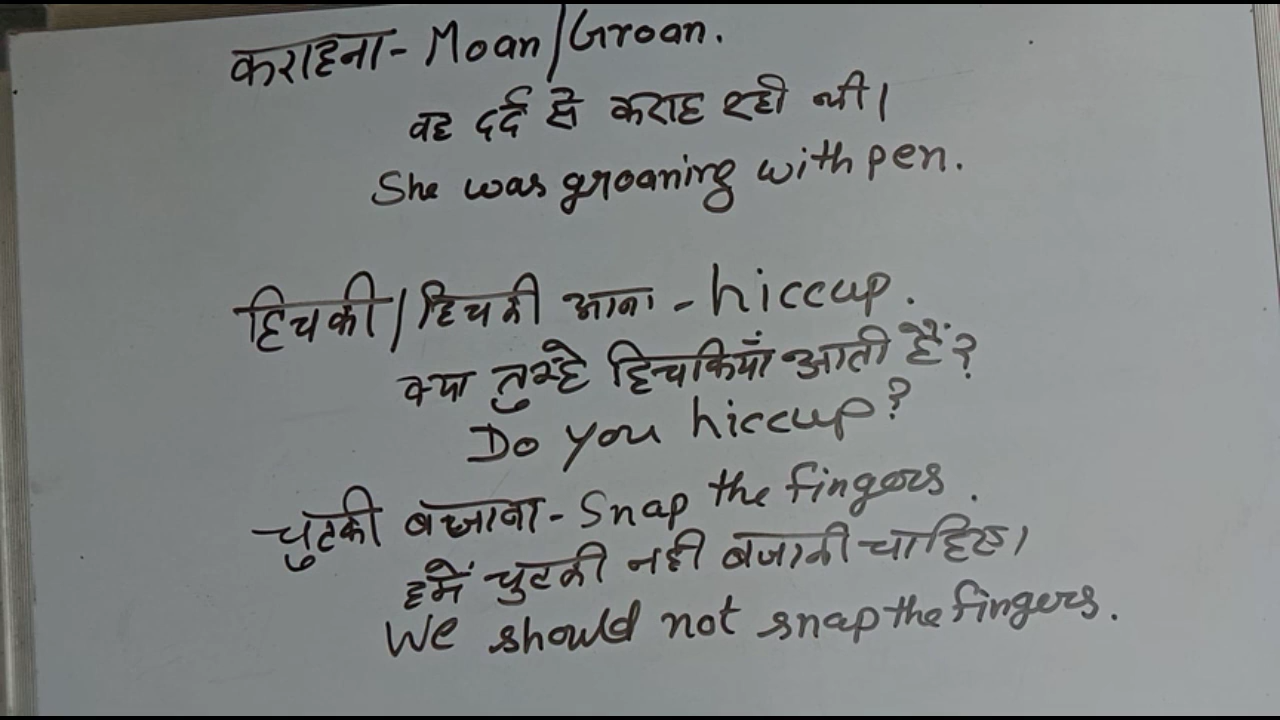 कराहना - Moan/Groan.
वह दर्द से कराह रही थी।
She was groaning with pen.
हिचकी/हिचकी आना - hiccup.
क्या तुम्हे हिचकियाँ आती हैं?
Do you hiccup?
चुटकी बजाना - Snap the fingers.
हमें चुटकी नही बजानी चाहिए।
We should not snap the fingers.